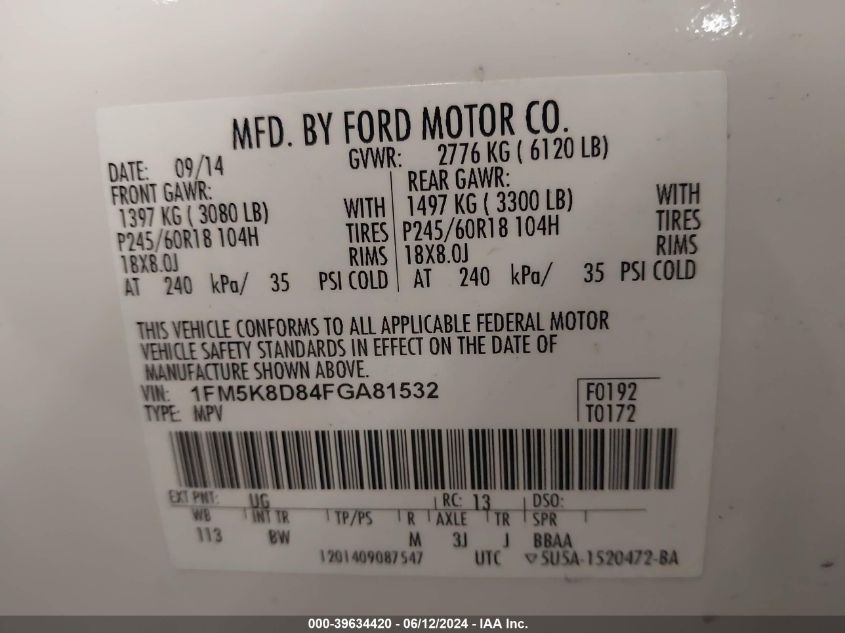 MFD. BY FORD MOTOR CO.
DATE: 09/14 GVWR: 2776 KG ( 6120 LB)
FRONT GAWR: REAR GAWR:
1397 KG ( 3080 LB) WITH 1497 KG ( 3300 LB) WITH
P245/60R18 104H TIRES P245/60R18 104H TIRES
18X8.0J RIMS 18X8.0J RIMS
AT 240 kPa/ 35 PSI COLD AT 240 kPa/ 35 PSI COLD
THIS VEHICLE CONFORMS TO ALL APPLICABLE FEDERAL MOTOR
VEHICLE SAFETY STANDARDS IN EFFECT ON THE DATE OF
MANUFACTURE SHOWN ABOVE.
VIN: 1FM5K8D84FGA81532 F0192
TYPE: MPV T0172
EXT PNT: UG RC: 13 DSO:
WB INT TR TP/PS R AXLE TR SPR
113 BW M 3J J BBAA
1201409087547 UTC ▽5U5A-1520472-BA
000-39634420 - 06/12/2024 - IAA Inc.